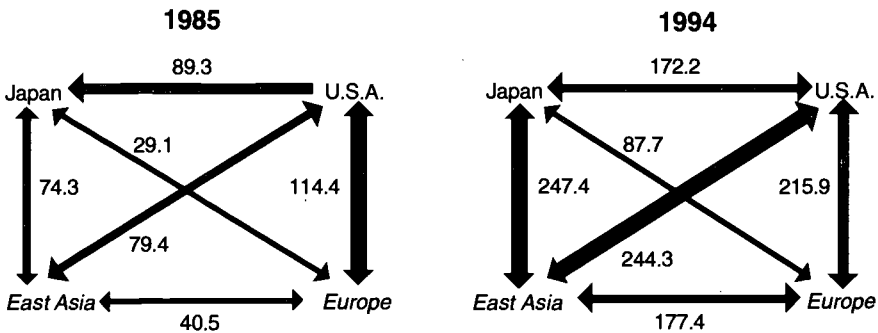 1985
89.3
Japan
U.S.A.
29.1
74.3
114.4
79.4
East Asia
Europe
40.5
1994
172.2
Japan
U.S.A.
87.7
247.4
215.9
244.3
East Asia
Europe
177.4